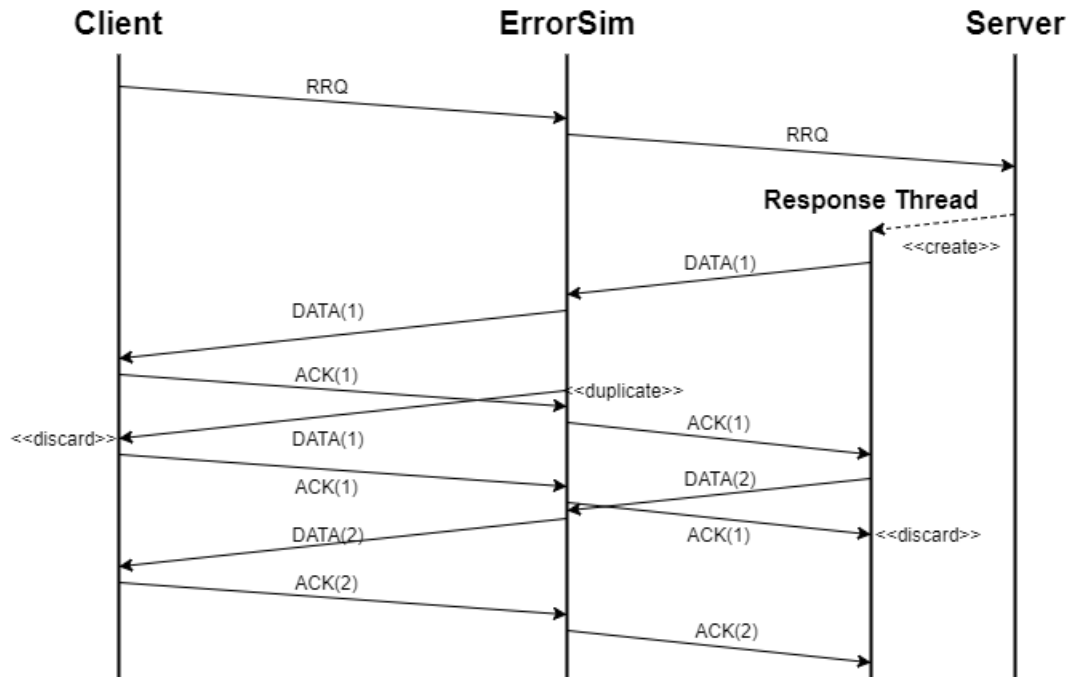 Client
ErrorSim
Server
RRQ
RRQ
Response Thread
<<create>>
DATA(1)
DATA(1)
ACK(1)
<<duplicate>>
ACK(1)
<<discard>>
DATA(1)
DATA(2)
ACK(1)
DATA(2)
ACK(1)
<<discard>>
ACK(2)
ACK(2)